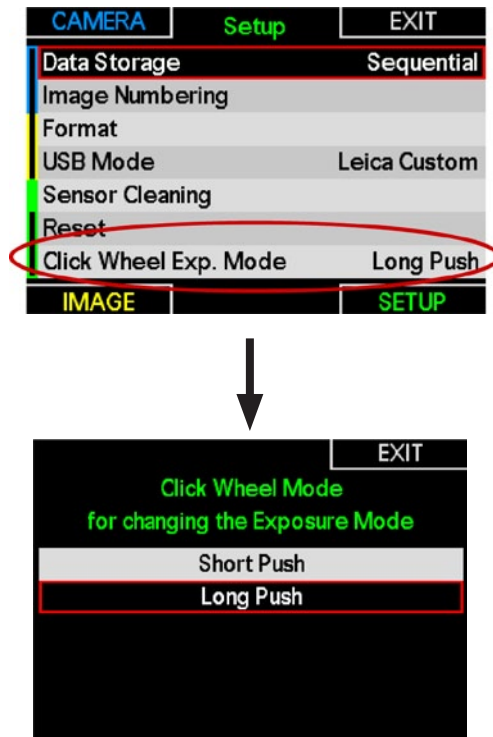 CAMERA Setup EXIT
Data Storage Sequential
Image Numbering
Format
USB Mode Leica Custom
Sensor Cleaning
Reset
Click Wheel Exp. Mode Long Push
IMAGE SETUP
EXIT
Click Wheel Mode
for changing the Exposure Mode
Short Push
Long Push